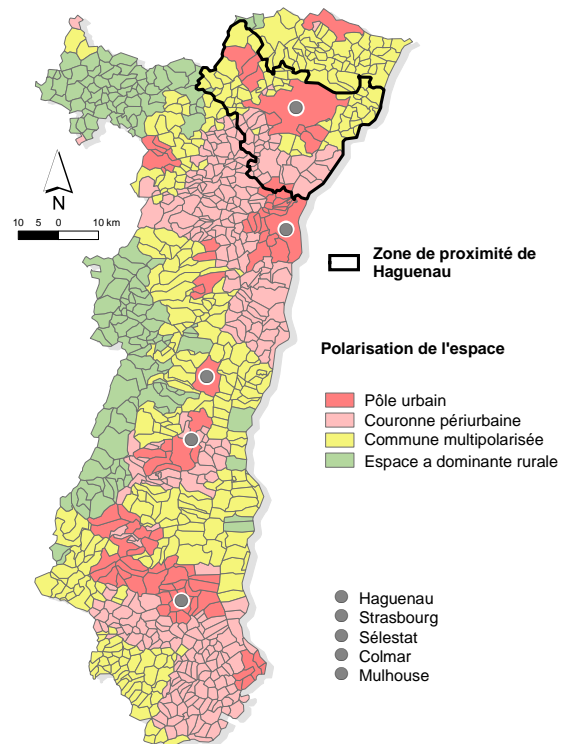 N
10 5 0 10 km
Zone de proximité de
Haguenau
Polarisation de l'espace
Pôle urbain
Couronne périurbaine
Commune multipolarisée
Espace a dominante rurale
Haguenau
Strasbourg
Sélestat
Colmar
Mulhouse